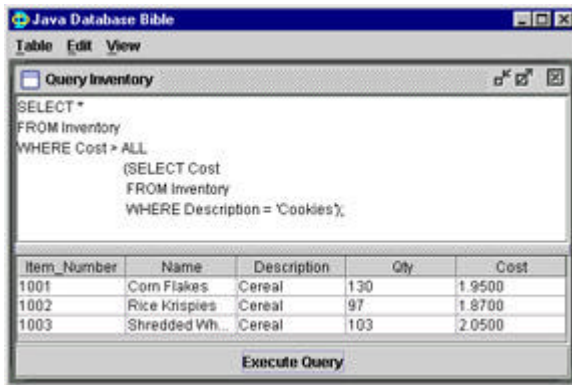 Java Database Bible
Table Edit View
Query Inventory
SELECT *
FROM Inventory
WHERE Cost > ALL
(SELECT Cost
FROM Inventory
WHERE Description = 'Cookies');
Item_Number Name Description Qty Cost
1001 Corn Flakes Cereal 130 1.9500
1002 Rice Krispies Cereal 97 1.8700
1003 Shredded Wh... Cereal 103 2.0500
Execute Query